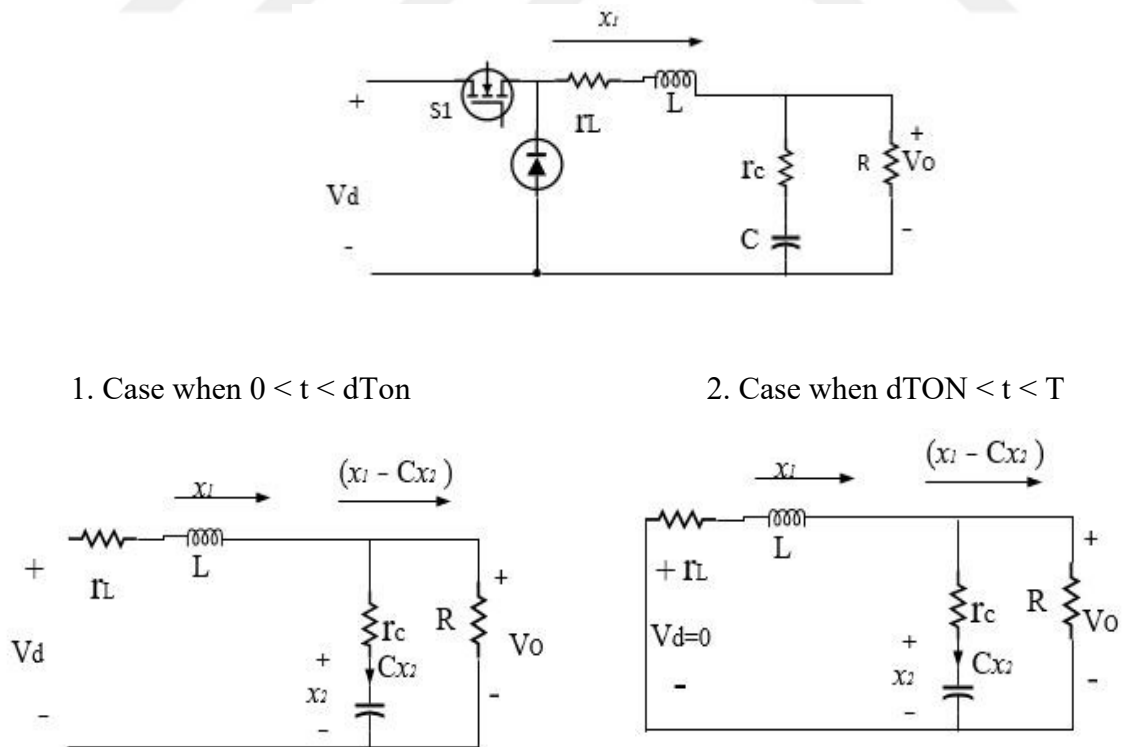 x₁
+
S1
rL
L
+
rc
R
Vo
Vd
-
C
-
1. Case when 0 < t < dTon
2. Case when dTON < t < T
x₁
(x₁ - Cx₂ )
L
+
rL
+
rc
R
Vo
Vd
+
Cx₂
x₂
-
-
-
x₁
(x₁ - Cx₂ )
L
+
+ rL
rc
R
Vo
Vd=0
+
Cx₂
x₂
-
-
-